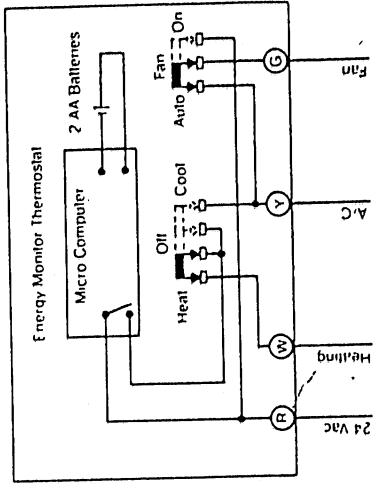 Energy Monitor Thermostat
2 AA Batteries
Micro Computer
Fan
On
Auto
Off
Cool
Heat
G
Fan
Y
A.C
W
Heating
R
24 Vac